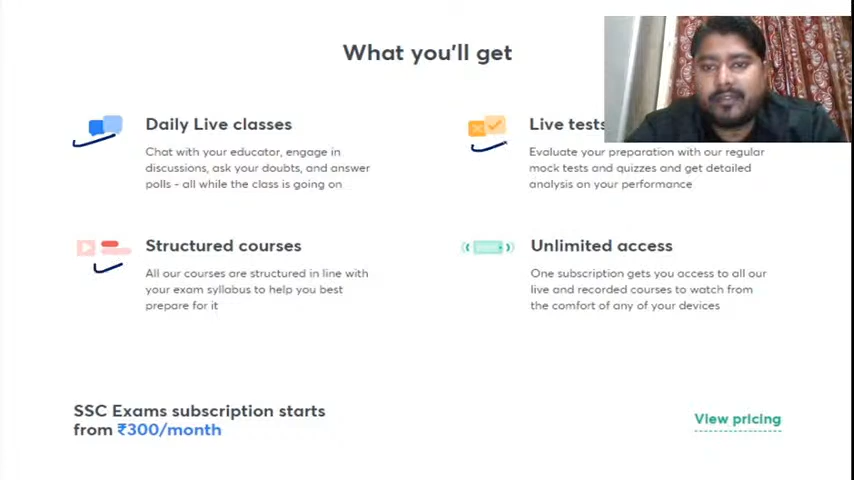 What you'll get
Daily Live classes
Chat with your educator, engage in
discussions, ask your doubts, and answer
polls - all while the class is going on
Live tests
Evaluate your preparation with our regular
mock tests and quizzes and get detailed
analysis on your performance
Structured courses
All our courses are structured in line with
your exam syllabus to help you best
prepare for it
Unlimited access
One subscription gets you access to all our
live and recorded courses to watch from
the comfort of any of your devices
SSC Exams subscription starts
from ₹300/month
View pricing